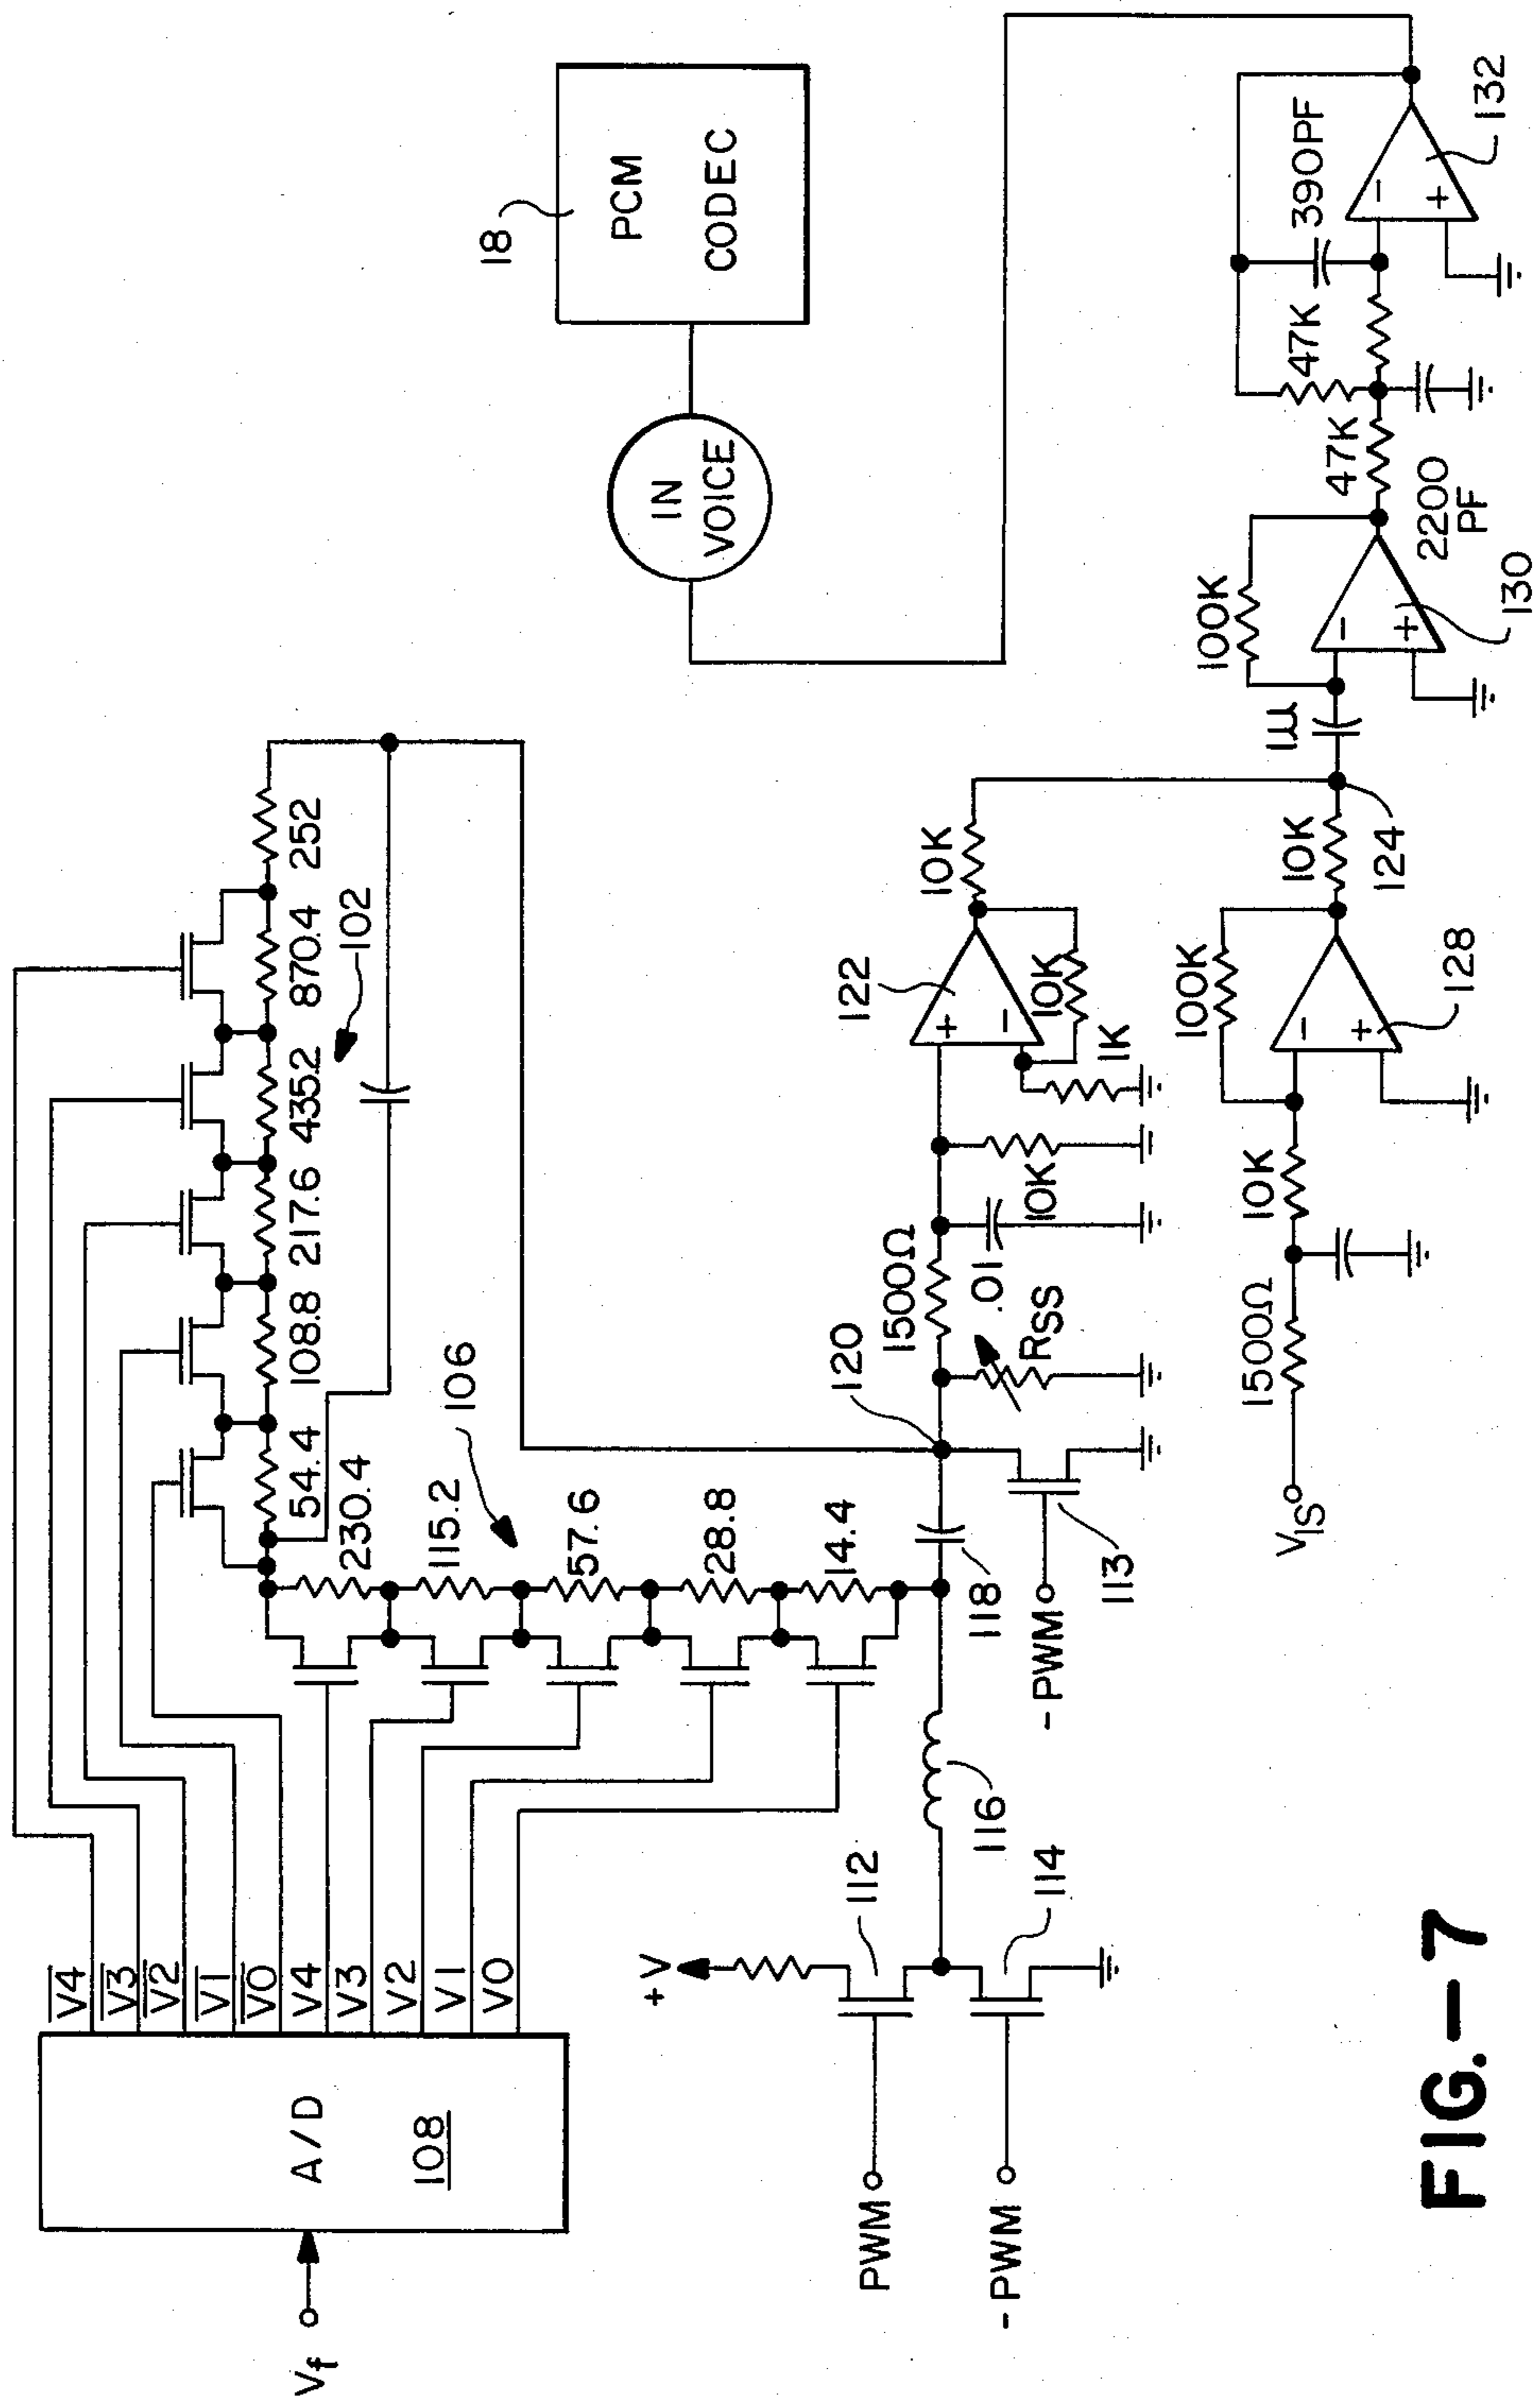 Vf
A/D
108
V4
V3
V2
V1
V0
V4
V3
V2
V1
V0
54.4
108.8
217.6
435.2
870.4
252
102
230.4
115.2
57.6
28.8
14.4
106
18
PCM
CODEC
IN
VOICE
+V
PWM
-PWM
112
114
116
118
-PWM
113
120
RSS
1500Ω
.01
10K
122
+
-
10K
1K
10K
VIS
1500Ω
10K
100K
-
+
128
10K
124
1µ
100K
-
+
130
47K
2200
PF
47K
390PF
-
+
132
FIG.-7